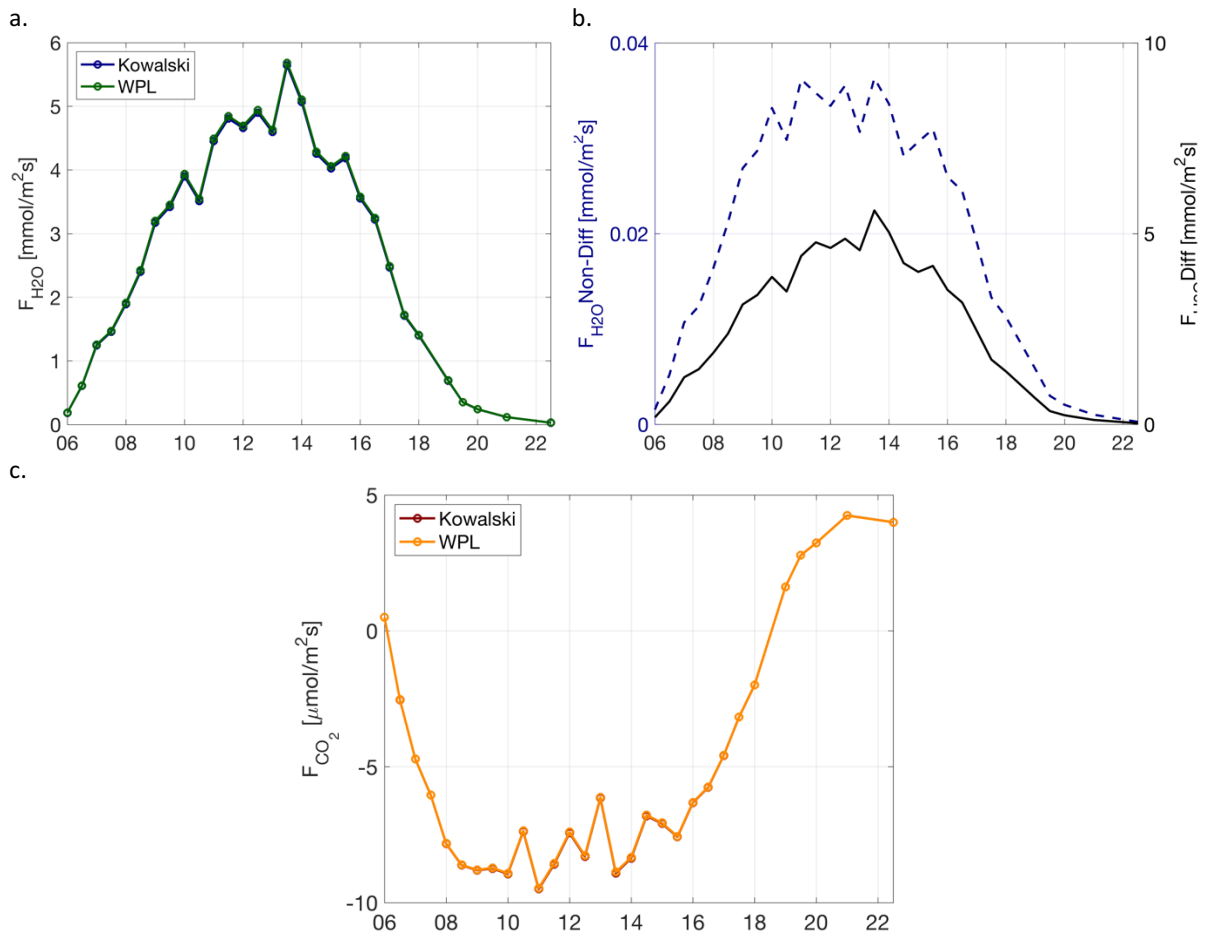 a.
6
5
4
3
2
1
0
F_H2O [mmol/m²s]
Kowalski
WPL
06 08 10 12 14 16 18 20 22
b.
0.04
0.02
0
F_H2O Non-Diff [mmol/m²s]
10
5
0
Diff [mmol/m²s]
06 08 10 12 14 16 18 20 22
c.
5
0
-5
-10
F_CO₂ [μmol/m²s]
Kowalski
WPL
06 08 10 12 14 16 18 20 22